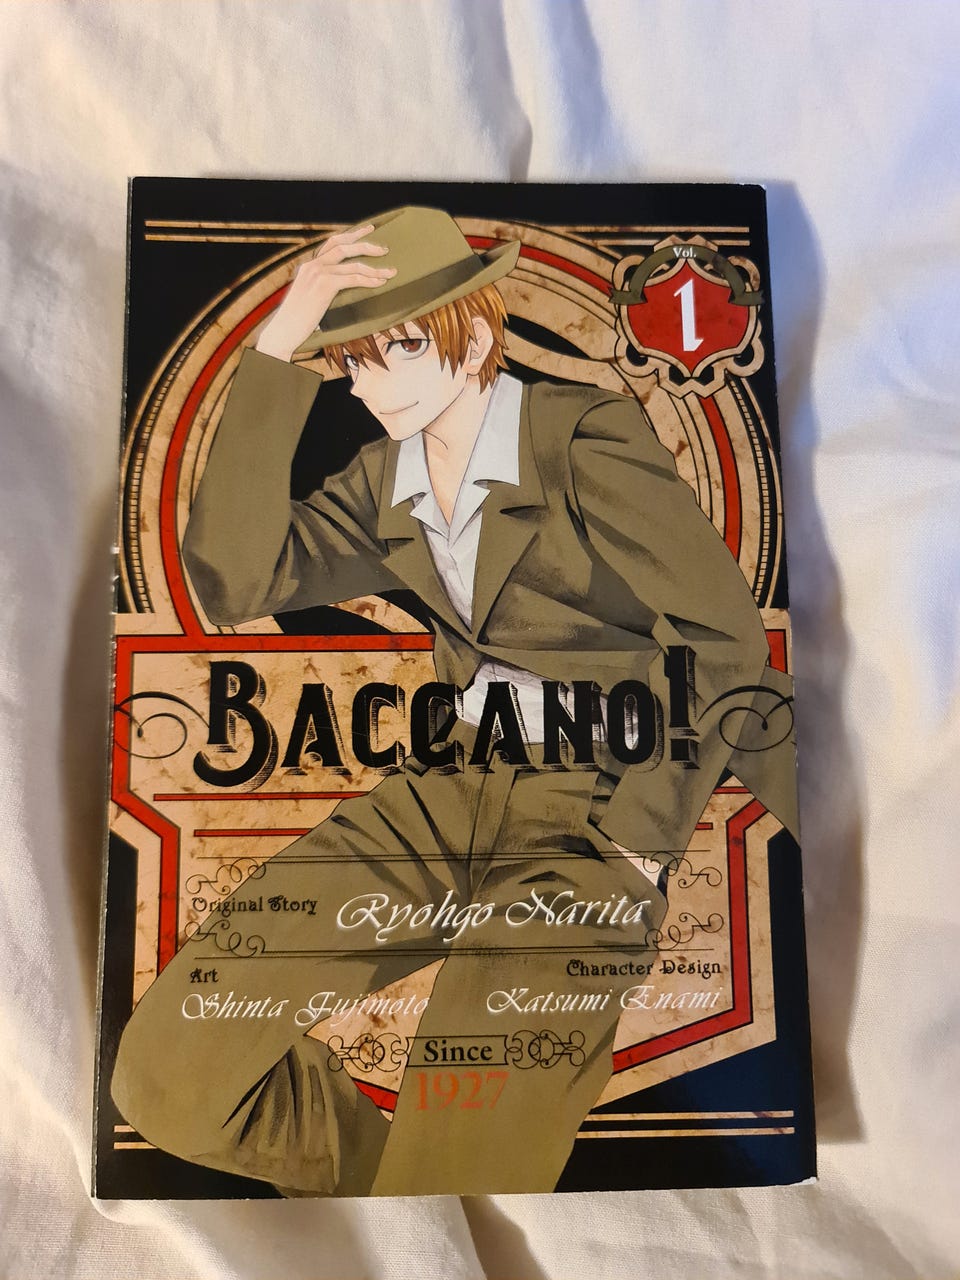 Vol.
1
BACCANO!
Original Story
Ryohgo Narita
Art
Character Design
Shinta Fujimoto
Katsumi Enami
Since
1927